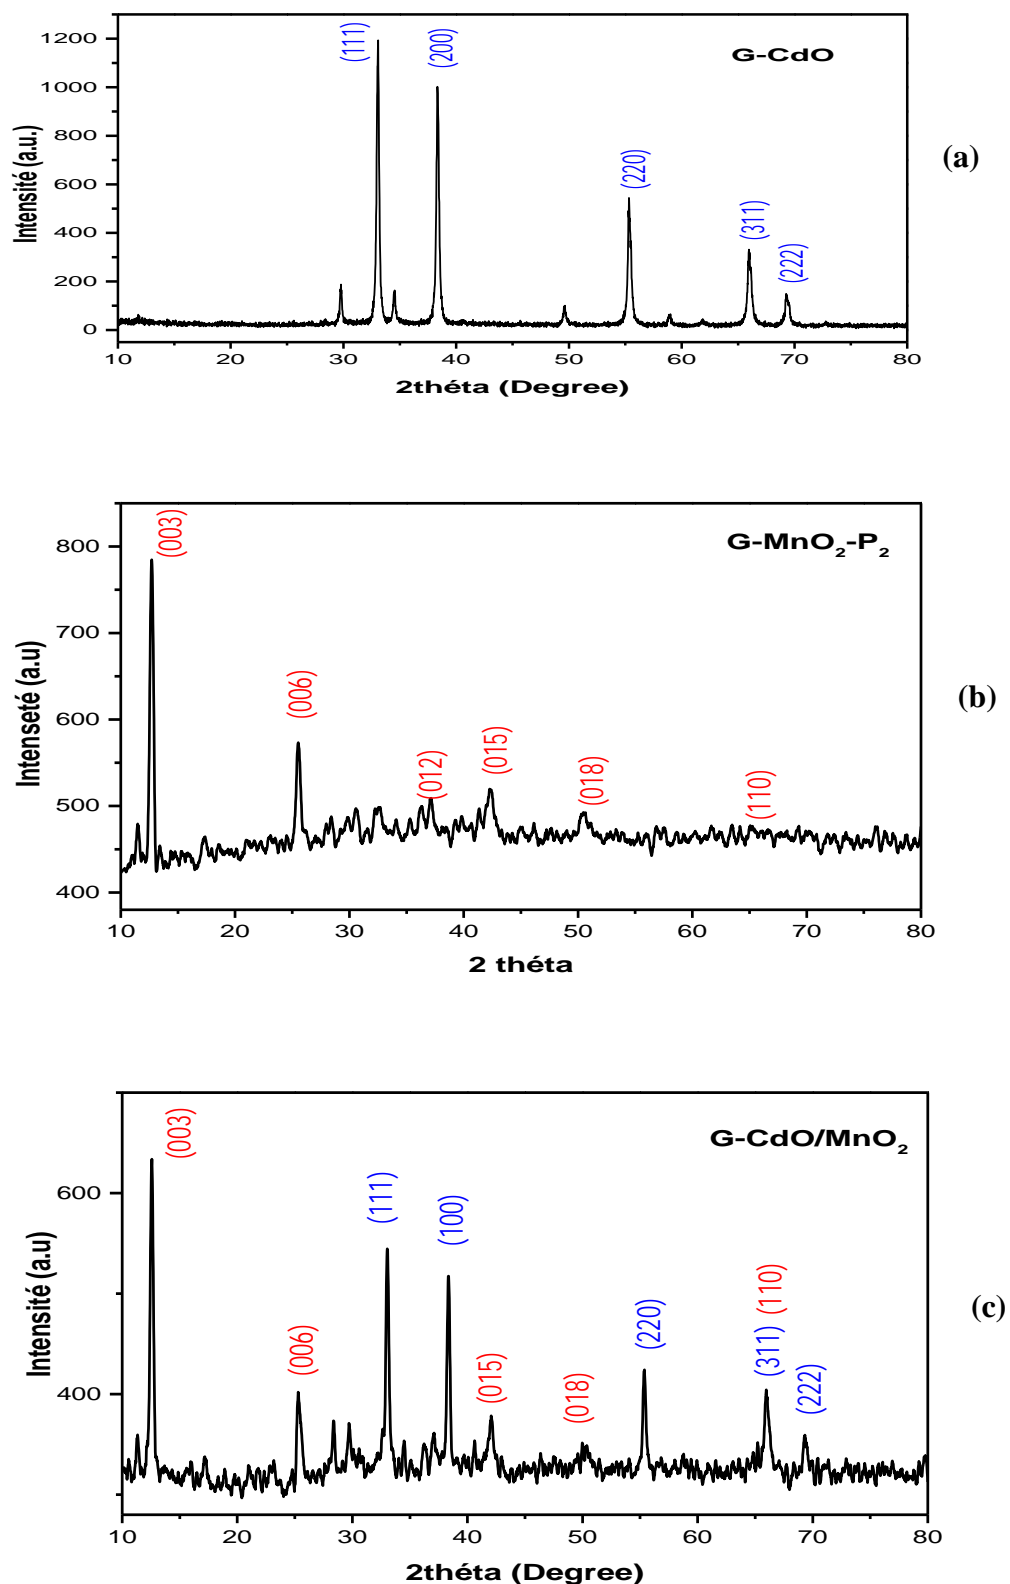 G-CdO
(111) (200) (220) (311) (222)
Intensité (a.u.)
1200
1000
800
600
400
200
0
10 30 40 50 60 70 80
2théta (Degree)
(a)
G-MnO₂-P₂
(003) (006) (012) (015) (018) (110)
Intenseté (a.u)
800
700
600
500
400
10 20 30 40 50 60 70 80
2 théta
(b)
G-CdO/MnO₂
(003) (006) (111) (100) (015) (018) (220) (311) (110) (222)
Intensité (a.u)
600
400
10 20 30 40 50 60 70 80
2théta (Degree)
(c)